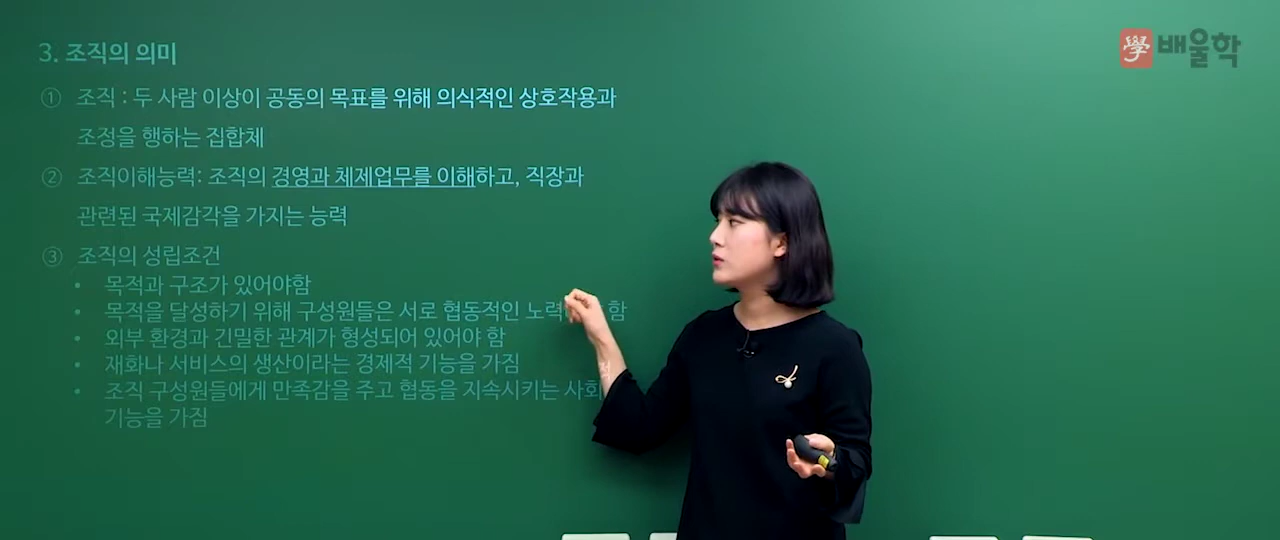 3. 조직의 의미
學 배울학
① 조직 : 두 사람 이상이 공동의 목표를 위해 의식적인 상호작용과
조정을 행하는 집합체
② 조직이해능력: 조직의 경영과 체제업무를 이해하고, 직장과
관련된 국제감각을 가지는 능력
③ 조직의 성립조건
• 목적과 구조가 있어야함
• 목적을 달성하기 위해 구성원들은 서로 협동적인 노력 함
• 외부 환경과 긴밀한 관계가 형성되어 있어야 함
• 재화나 서비스의 생산이라는 경제적 기능을 가짐
• 조직 구성원들에게 만족감을 주고 협동을 지속시키는 사회
기능을 가짐